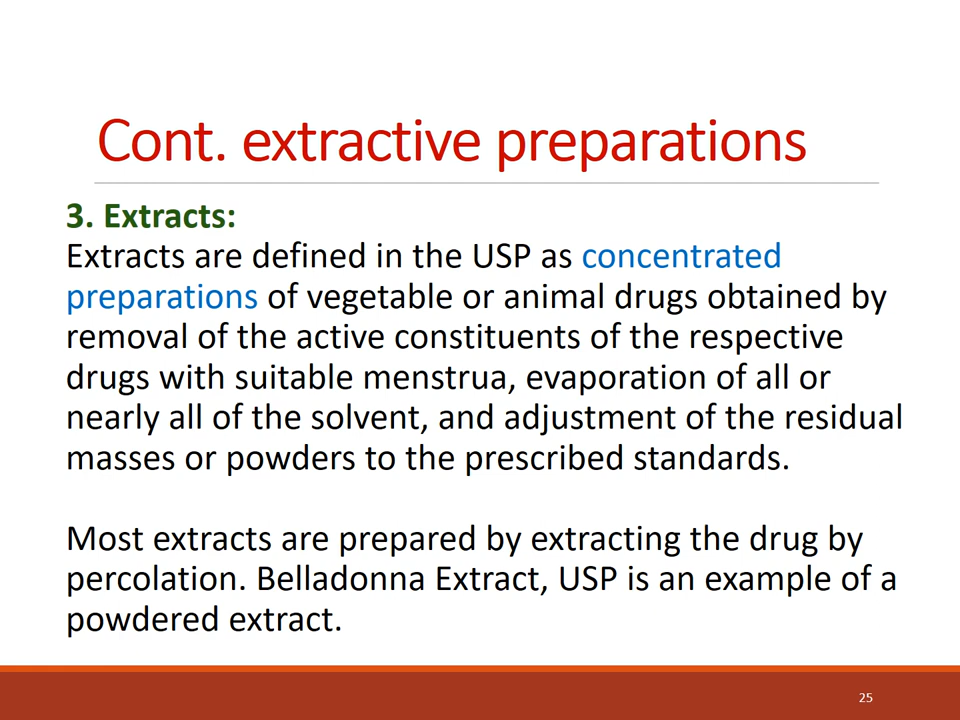 Cont. extractive preparations
3. Extracts:
Extracts are defined in the USP as concentrated
preparations of vegetable or animal drugs obtained by
removal of the active constituents of the respective
drugs with suitable menstrua, evaporation of all or
nearly all of the solvent, and adjustment of the residual
masses or powders to the prescribed standards.
Most extracts are prepared by extracting the drug by
percolation. Belladonna Extract, USP is an example of a
powdered extract.
25